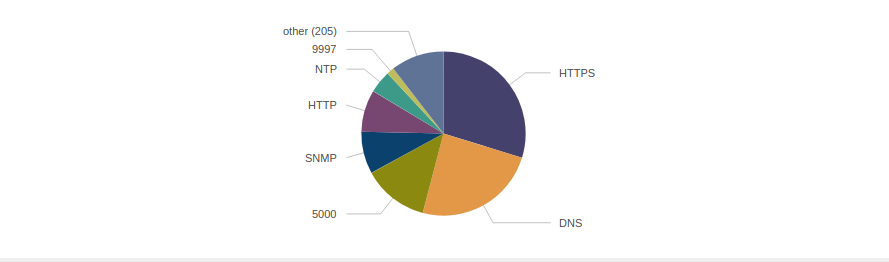 other (205)
9997
NTP
HTTPS
HTTP
SNMP
5000
DNS